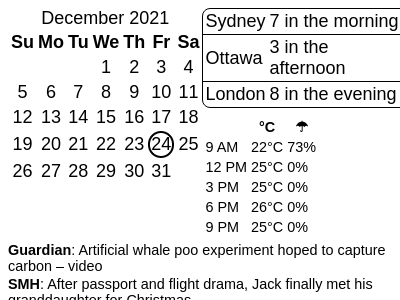 December 2021
Su Mo Tu We Th Fr Sa
1 2 3 4
5 6 7 8 9 10 11
12 13 14 15 16 17 18
19 20 21 22 23 24 25
26 27 28 29 30 31
Sydney 7 in the morning
Ottawa 3 in the
afternoon
London 8 in the evening
°C ☂
9 AM 22°C 73%
12 PM 25°C 0%
3 PM 25°C 0%
6 PM 26°C 0%
9 PM 25°C 0%
Guardian: Artificial whale poo experiment hoped to capture
carbon – video
SMH: After passport and flight drama, Jack finally met his
granddaughter for Christmas